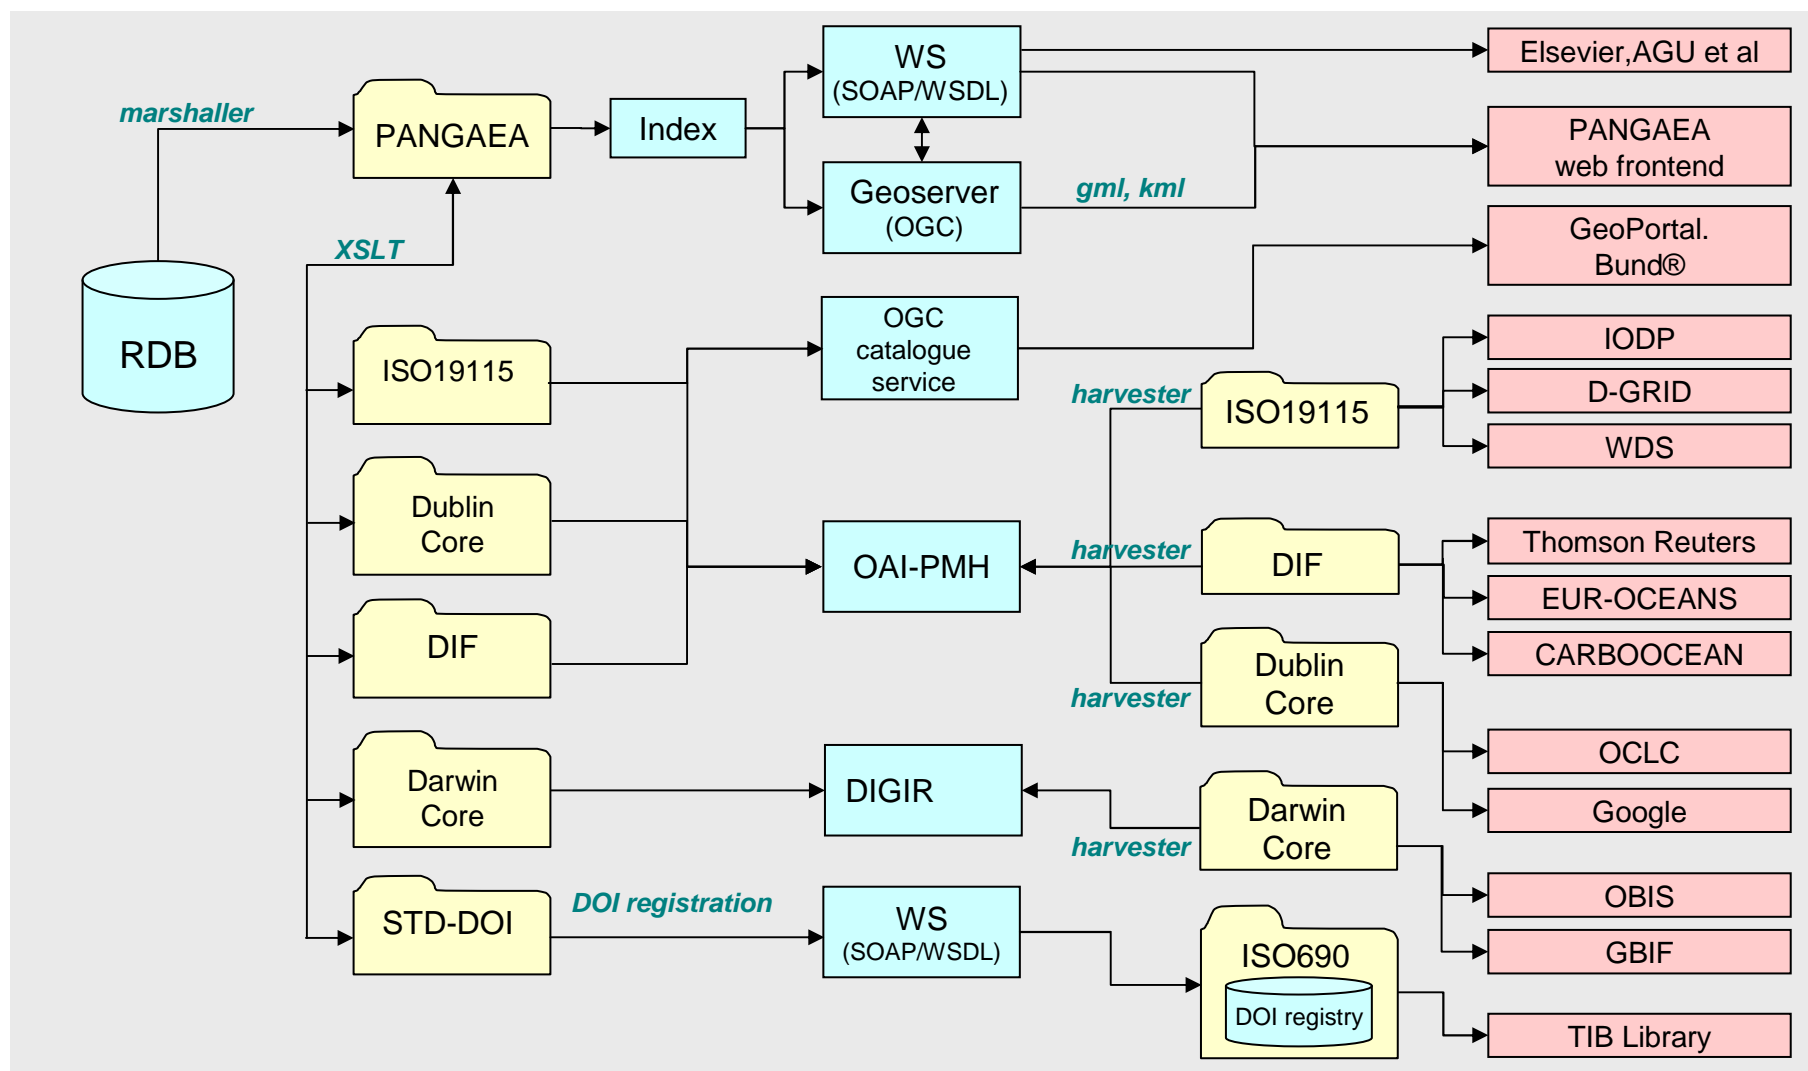 marshaller
PANGAEA
Index
WS
(SOAP/WSDL)
Elsevier,AGU et al
PANGAEA
web frontend
Geoserver
(OGC)
gml, kml
XSLT
GeoPortal.
Bund®
RDB
ISO19115
OGC
catalogue
service
harvester
ISO19115
IODP
D-GRID
WDS
Dublin
Core
OAI-PMH
harvester
DIF
Thomson Reuters
EUR-OCEANS
CARBOOCEAN
DIF
harvester
Dublin
Core
OCLC
Google
Darwin
Core
DIGIR
harvester
Darwin
Core
OBIS
GBIF
STD-DOI
DOI registration
WS
(SOAP/WSDL)
ISO690
DOI registry
TIB Library